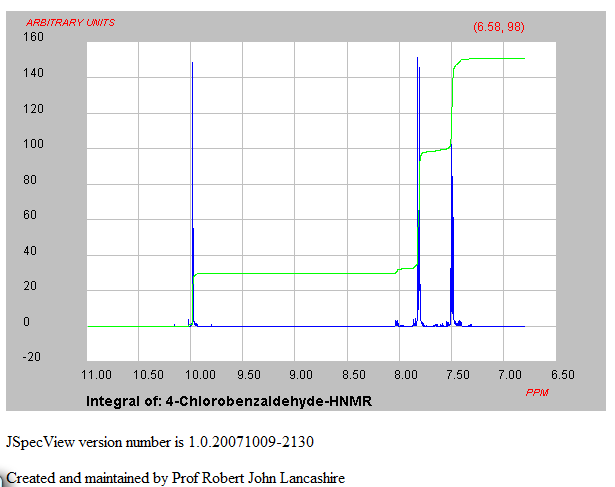 ARBITRARY UNITS
(6.58, 98)
160
140
120
100
80
60
40
20
0
-20
11.00 10.50 10.00 9.50 9.00 8.50 8.00 7.50 7.00 6.50
PPM
Integral of: 4-Chlorobenzaldehyde-HNMR
JSpecView version number is 1.0.20071009-2130
Created and maintained by Prof Robert John Lancashire